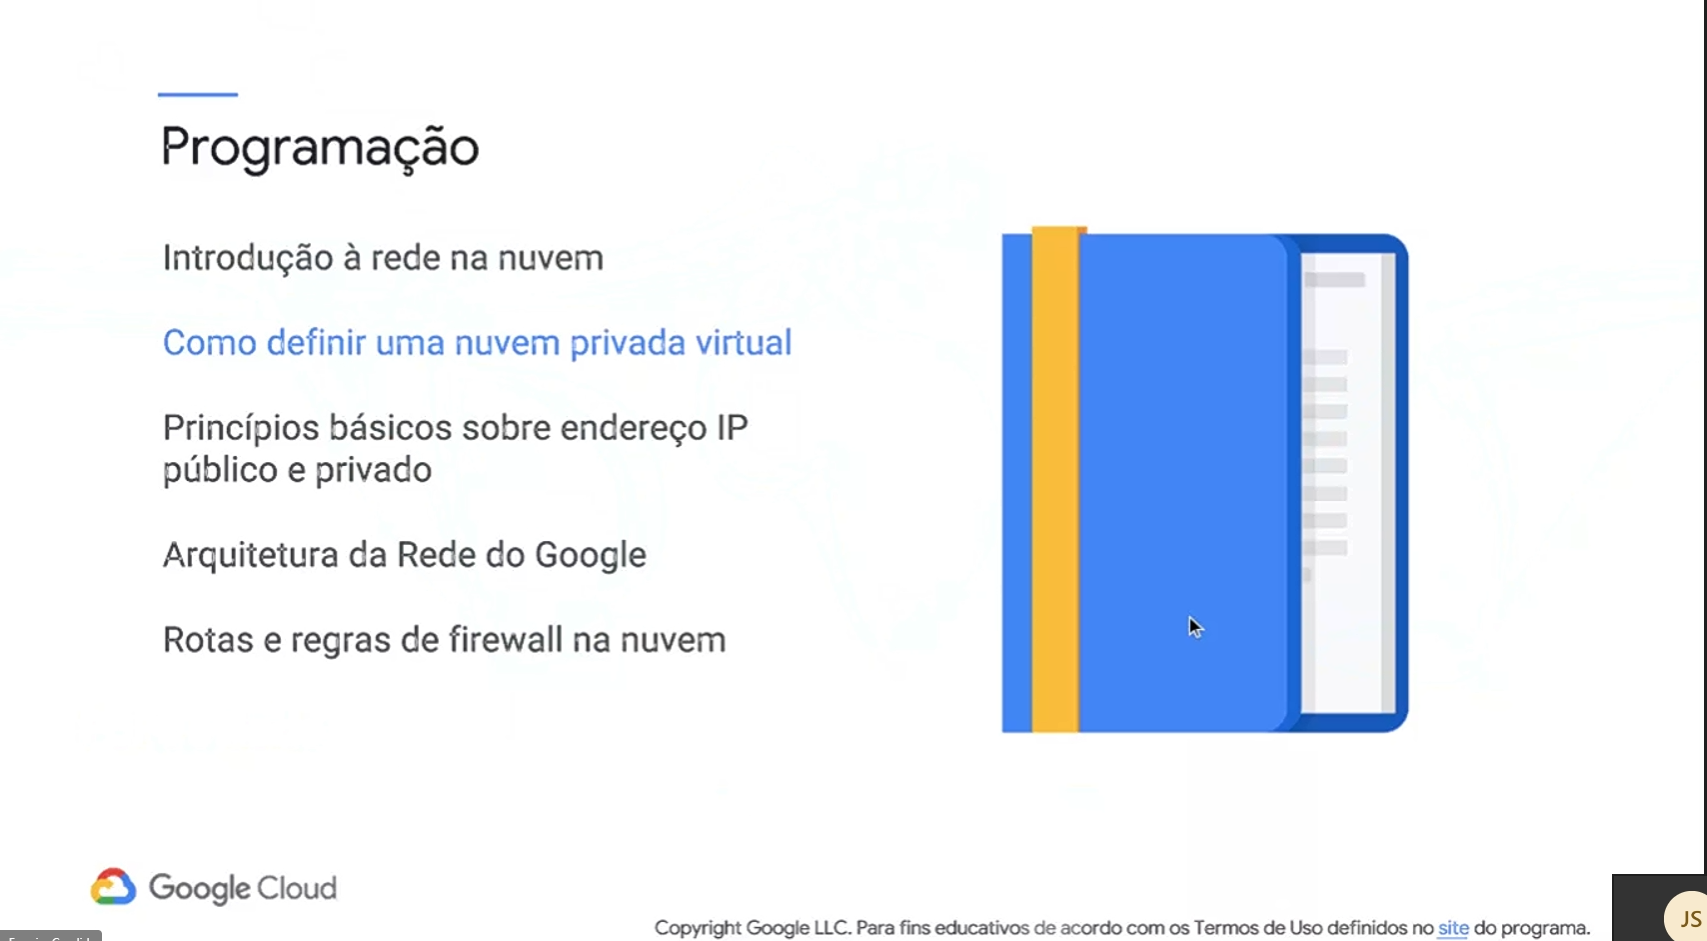 Programação
Introdução à rede na nuvem
Como definir uma nuvem privada virtual
Princípios básicos sobre endereço IP
público e privado
Arquitetura da Rede do Google
Rotas e regras de firewall na nuvem
Google Cloud
Copyright Google LLC. Para fins educativos de acordo com os Termos de Uso definidos no site do programa.
JS